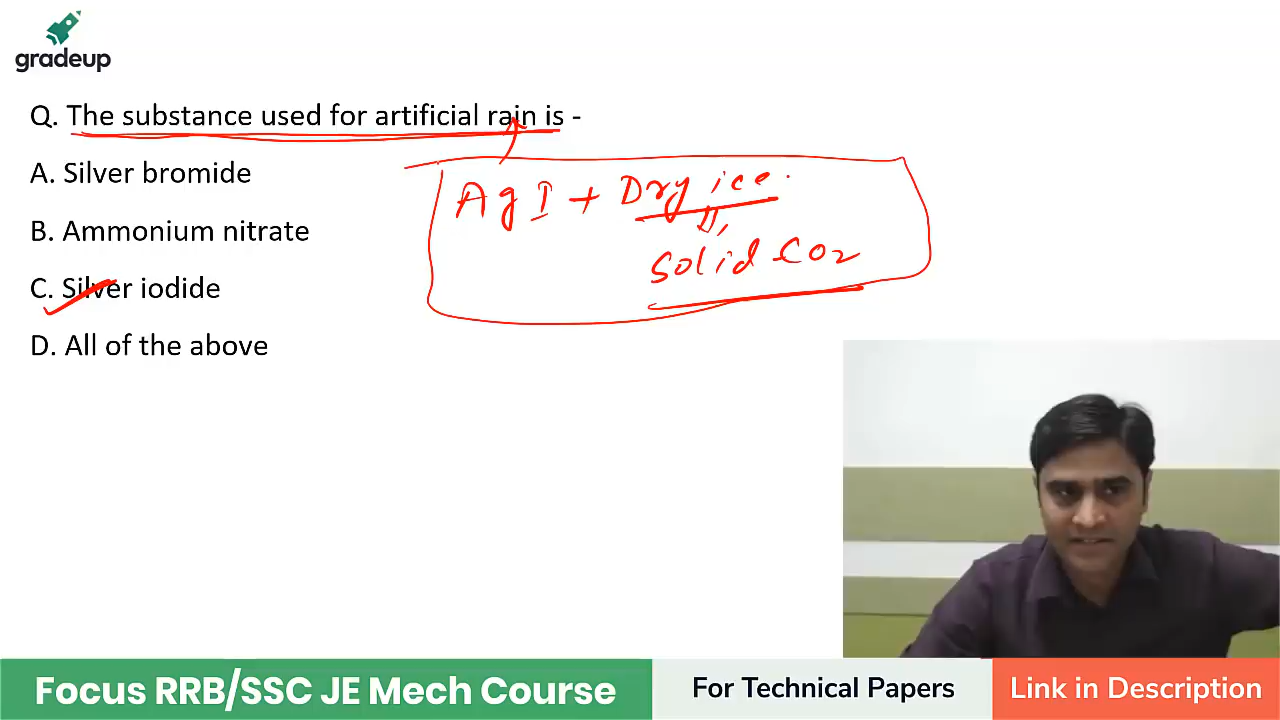 gradeup
Q. The substance used for artificial rain is -
A. Silver bromide
AgI + Dry ice.
B. Ammonium nitrate
Solid CO2
C. Silver iodide
D. All of the above
Focus RRB/SSC JE Mech Course
For Technical Papers
Link in Description